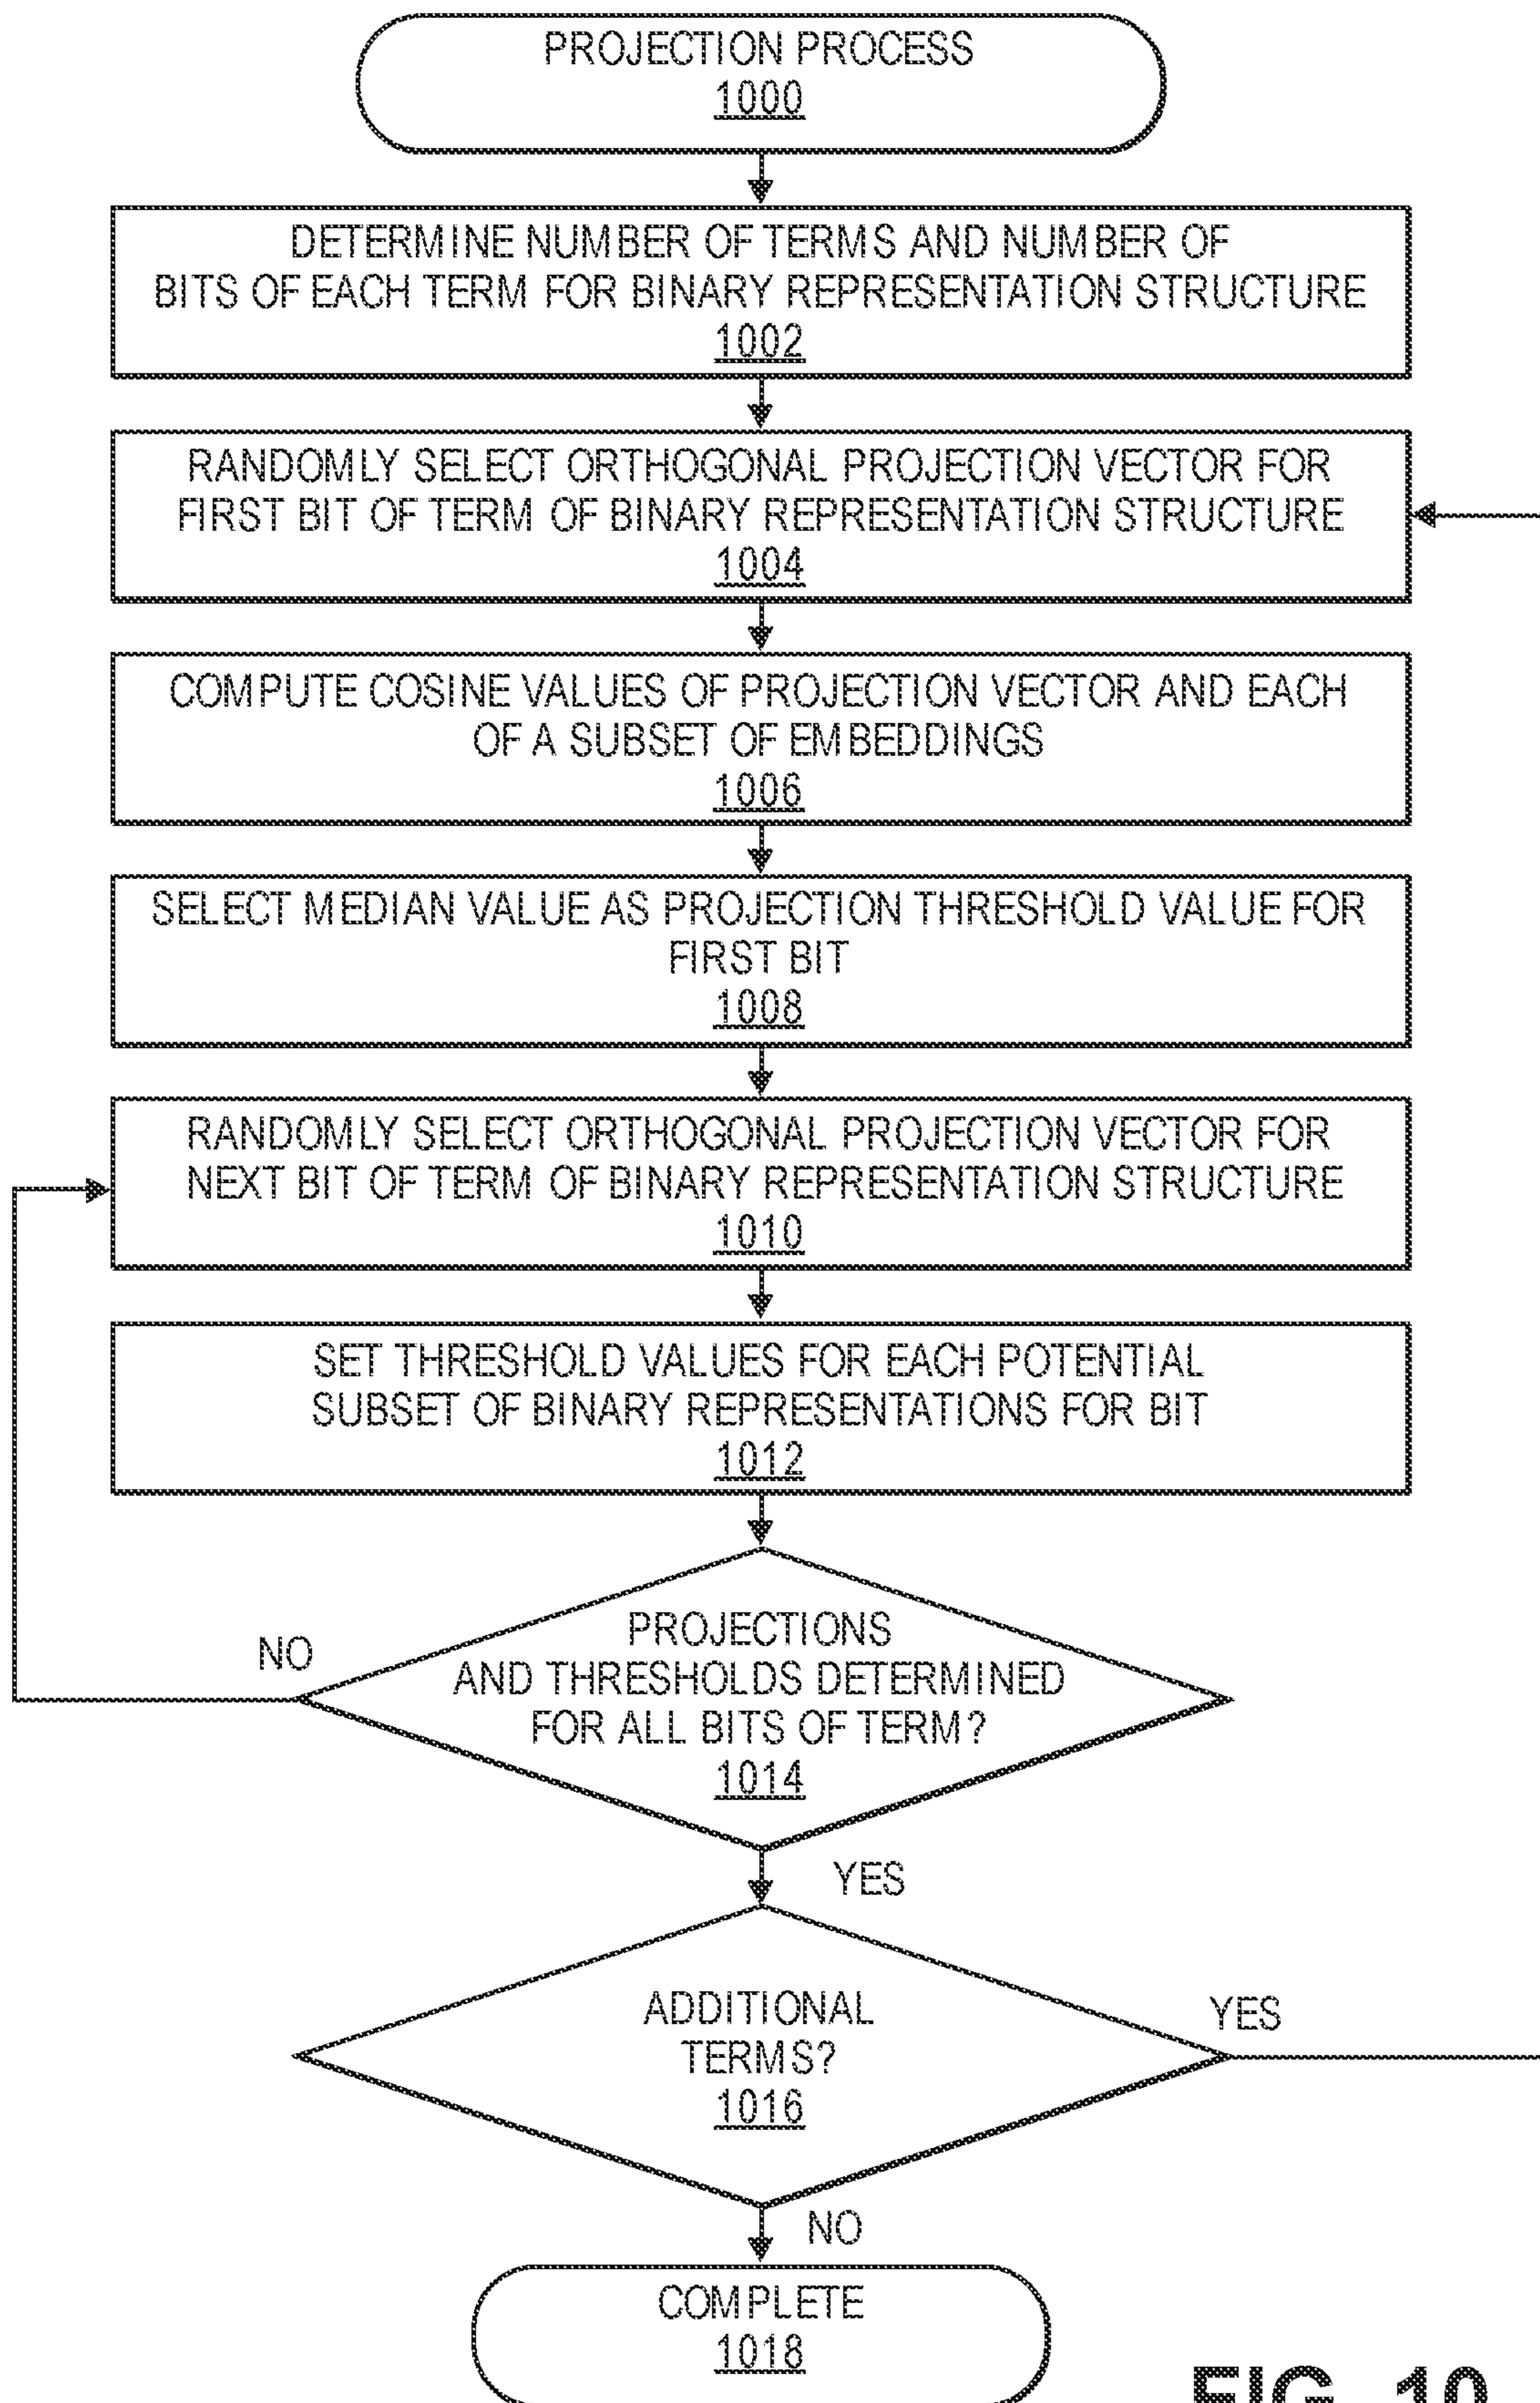 PROJECTION PROCESS
1000
DETERMINE NUMBER OF TERMS AND NUMBER OF
BITS OF EACH TERM FOR BINARY REPRESENTATION STRUCTURE
1002
RANDOMLY SELECT ORTHOGONAL PROJECTION VECTOR FOR
FIRST BIT OF TERM OF BINARY REPRESENTATION STRUCTURE
1004
COMPUTE COSINE VALUES OF PROJECTION VECTOR AND EACH
OF A SUBSET OF EMBEDDINGS
1006
SELECT MEDIAN VALUE AS PROJECTION THRESHOLD VALUE FOR
FIRST BIT
1008
RANDOMLY SELECT ORTHOGONAL PROJECTION VECTOR FOR
NEXT BIT OF TERM OF BINARY REPRESENTATION STRUCTURE
1010
SET THRESHOLD VALUES FOR EACH POTENTIAL
SUBSET OF BINARY REPRESENTATIONS FOR BIT
1012
NO
PROJECTIONS
AND THRESHOLDS DETERMINED
FOR ALL BITS OF TERM?
1014
YES
ADDITIONAL
TERMS?
1016
YES
NO
COMPLETE
1018
FIG. 10